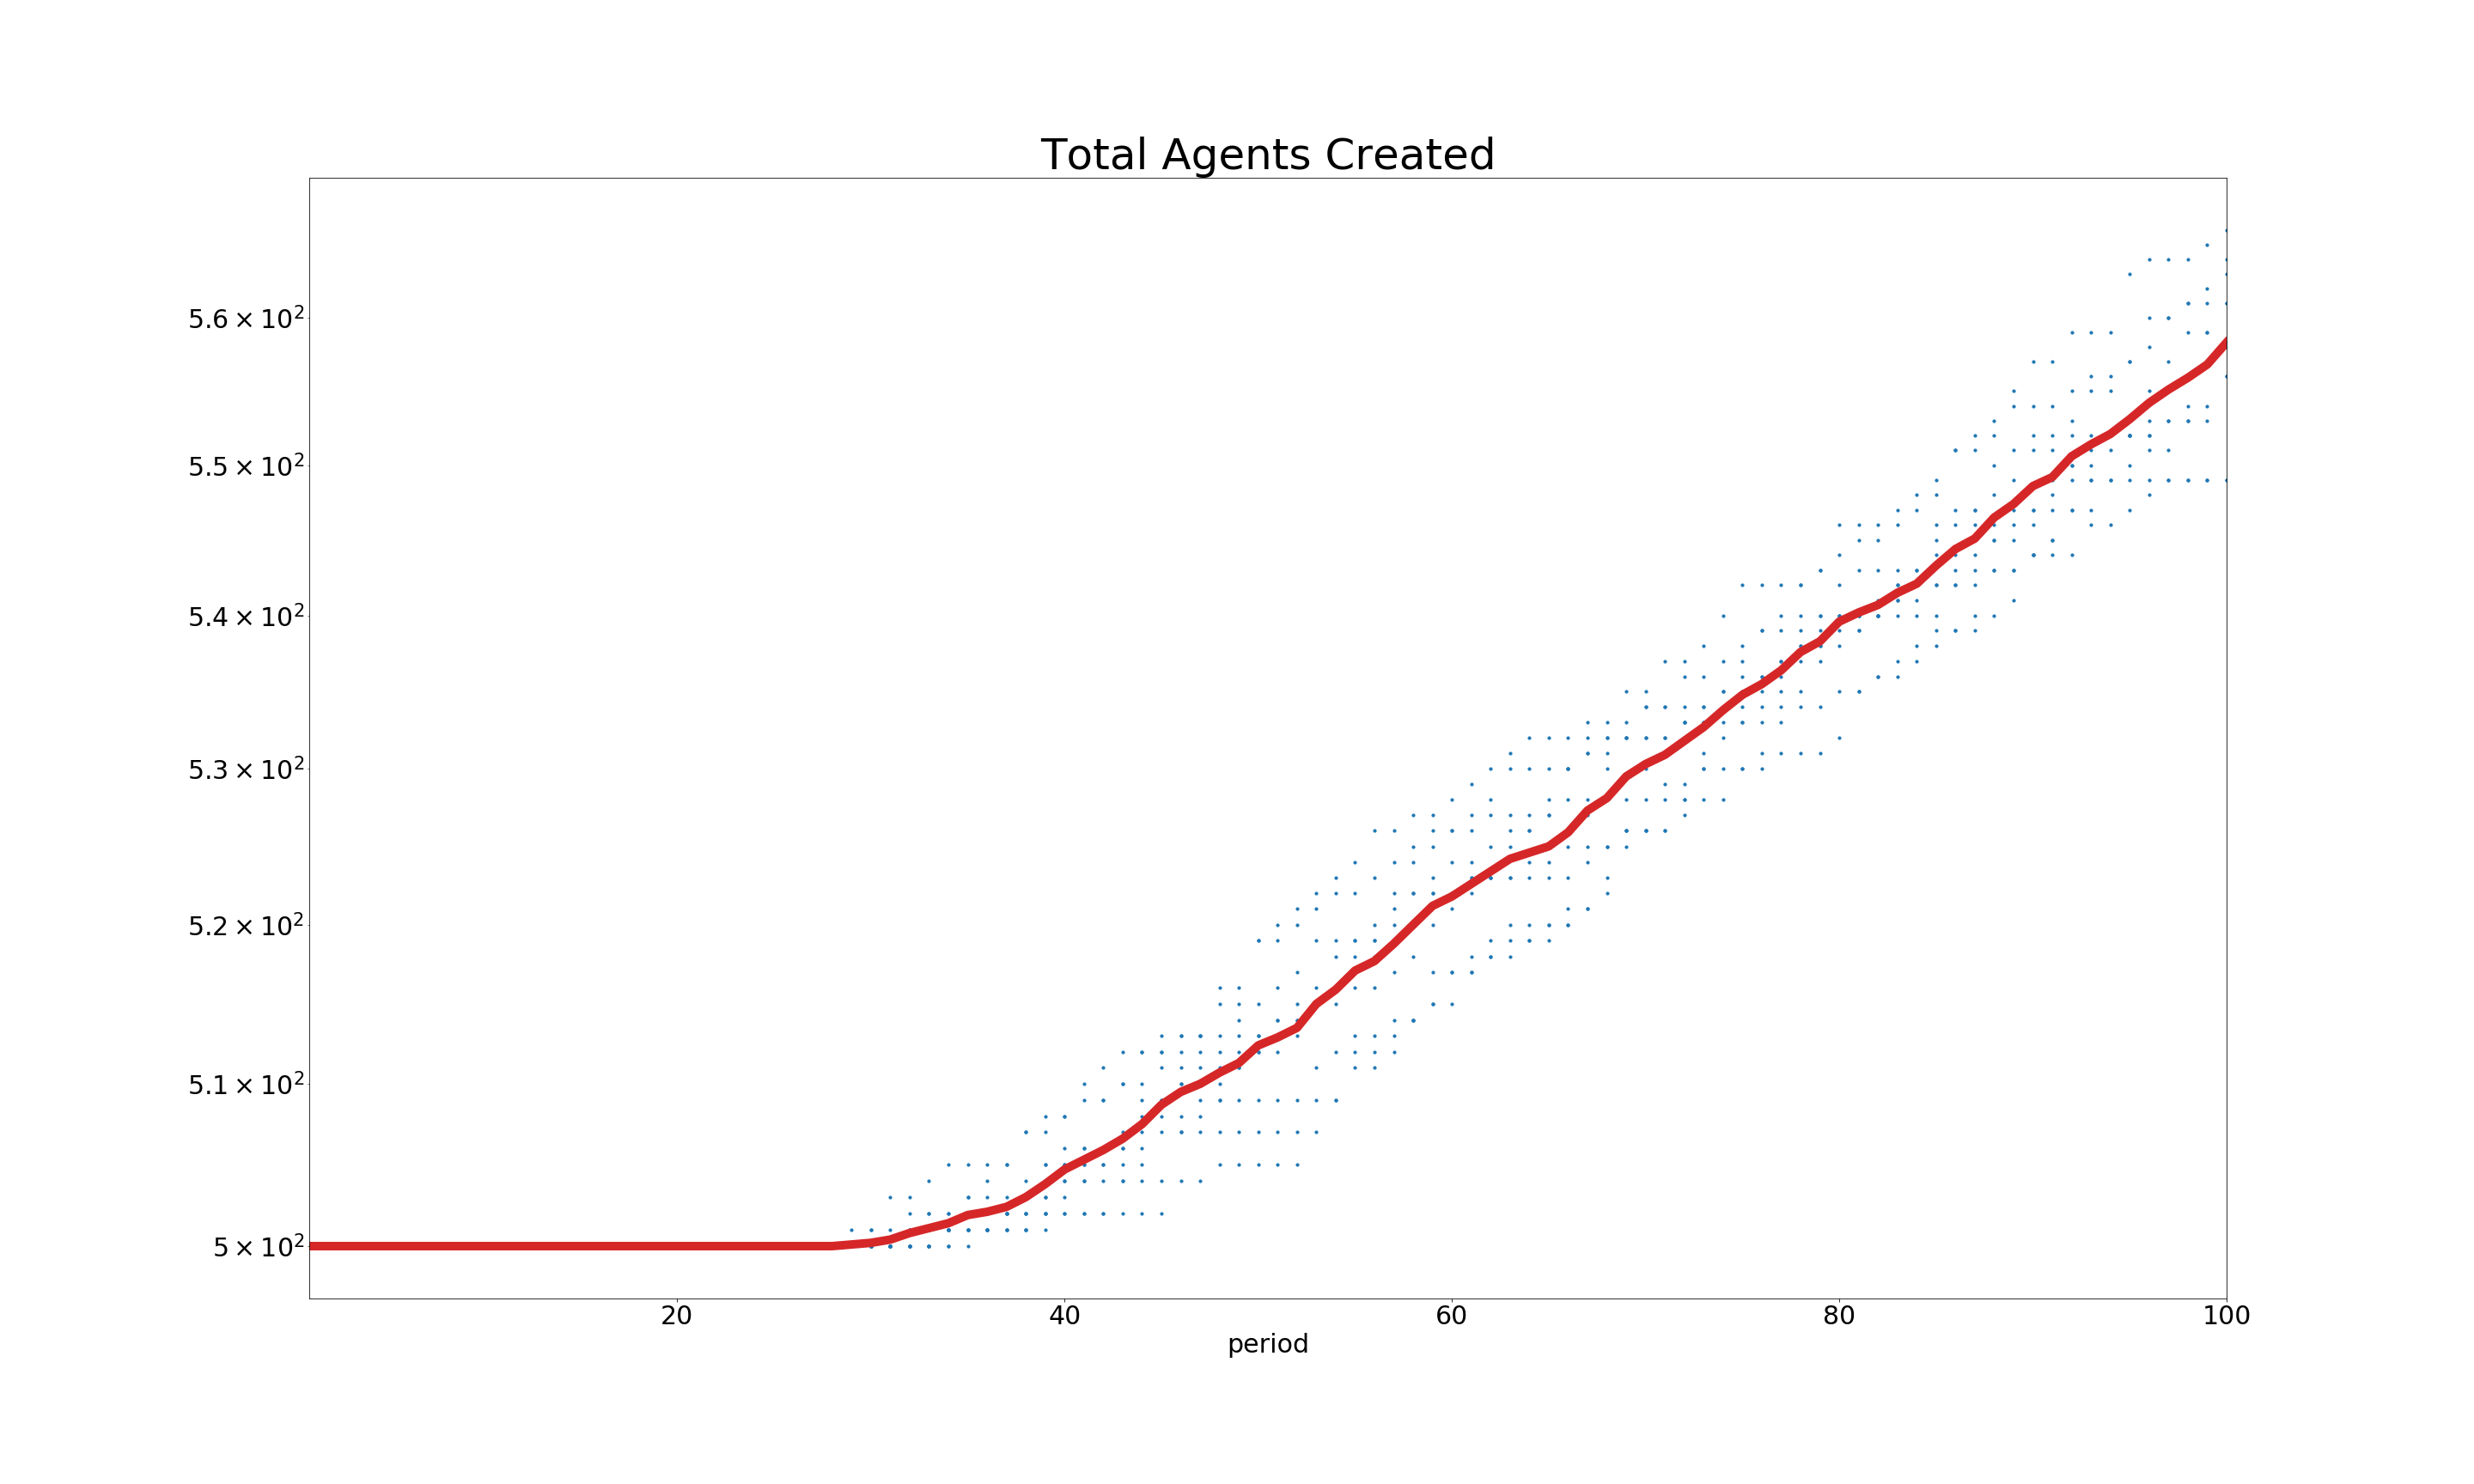 Total Agents Created
5.6 × 10²
5.5 × 10²
5.4 × 10²
5.3 × 10²
5.2 × 10²
5.1 × 10²
5 × 10²
20 40 60 80 100
period